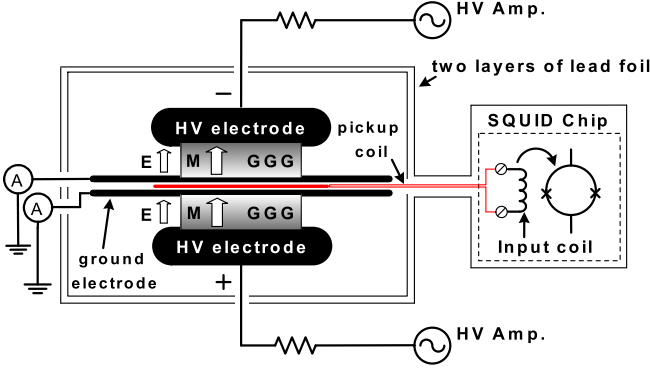 HV Amp.
two layers of lead foil
−
HV electrode
pickup
coil
SQUID Chip
E
M
GGG
A
A
E
M
GGG
HV electrode
ground
electrode
Input coil
+
HV Amp.